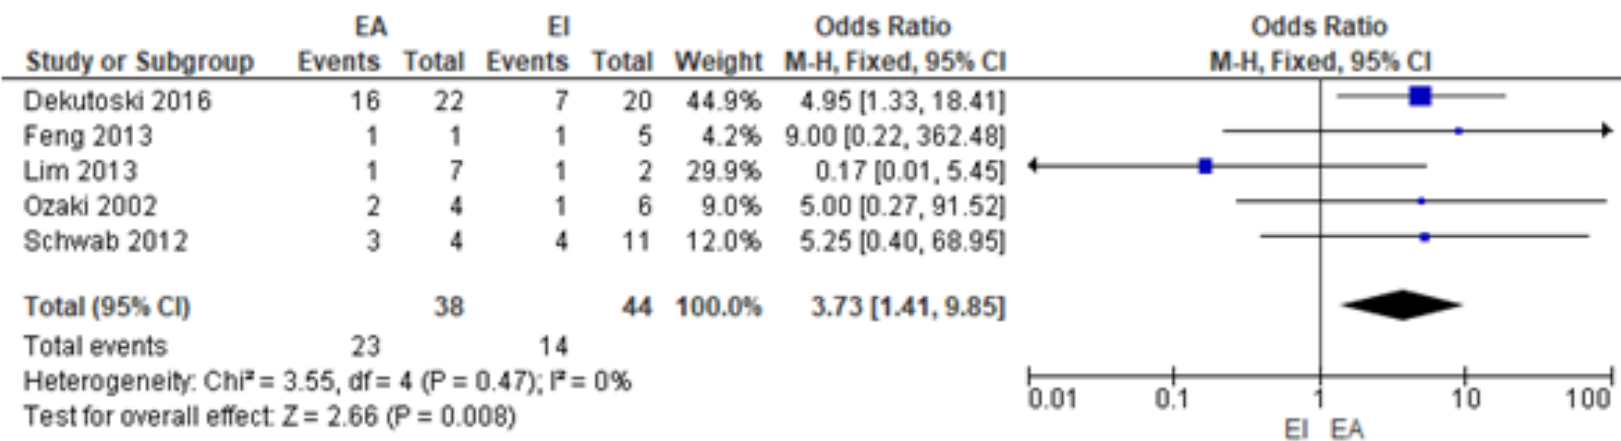 EA EI Odds Ratio Odds Ratio
Study or Subgroup Events Total Events Total Weight M-H, Fixed, 95% CI M-H, Fixed, 95% CI
Dekutoski 2016 16 22 7 20 44.9% 4.95 [1.33, 18.41]
Feng 2013 1 1 1 5 4.2% 9.00 [0.22, 362.48]
Lim 2013 1 7 1 2 29.9% 0.17 [0.01, 5.45]
Ozaki 2002 2 4 1 6 9.0% 5.00 [0.27, 91.52]
Schwab 2012 3 4 4 11 12.0% 5.25 [0.40, 68.95]
Total (95% CI) 38 44 100.0% 3.73 [1.41, 9.85]
Total events 23 14
Heterogeneity: Chi² = 3.55, df = 4 (P = 0.47); I² = 0%
Test for overall effect: Z = 2.66 (P = 0.008)
0.01 0.1 1 10 100
EI EA